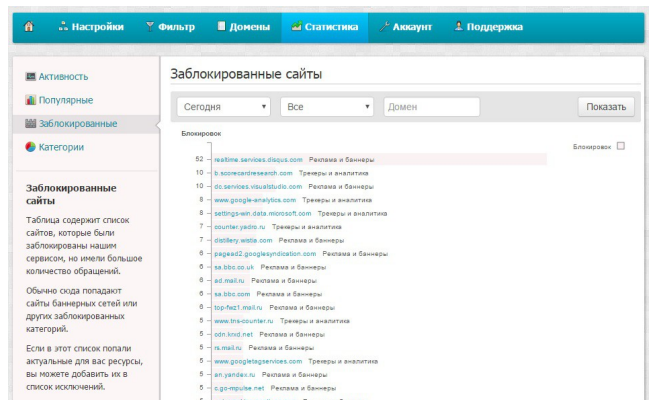 Настройки Фильтр Домены Статистика Аккаунт Поддержка
Активность
Популярные
Заблокированные
Категории
Заблокированные
сайты
Таблица содержит список
сайтов, которые были
заблокированы нашим
сервисом, но имели большое
количество обращений.
Обычно сюда попадают
сайты баннерных сетей или
других заблокированных
категорий.
Если в этот список попали
актуальные для вас ресурсы,
вы можете добавить их в
список исключений.
Заблокированные сайты
Сегодня Все Домен Показать
Блокировок
Блокировок
52 realtime.services.disqus.com Реклама и баннеры
10 b.scorecardresearch.com Трекеры и аналитика
10 dc.services.visualstudio.com Реклама и баннеры
8 www.google-analytics.com Трекеры и аналитика
8 settings-win.data.microsoft.com Трекеры и аналитика
7 counter.yadro.ru Трекеры и аналитика
7 distillery.wistia.com Реклама и баннеры
6 pagead2.googlesyndication.com Реклама и баннеры
6 sa.bbc.co.uk Реклама и баннеры
6 ad.mail.ru Реклама и баннеры
6 sa.bbc.com Реклама и баннеры
6 top-fwz1.mail.ru Реклама и баннеры
5 www.tns-counter.ru Трекеры и аналитика
5 cdn.krxd.net Реклама и баннеры
5 rs.mail.ru Реклама и баннеры
5 www.googletagservices.com Трекеры и аналитика
5 an.yandex.ru Реклама и баннеры
5 c.go-mpulse.net Реклама и баннеры